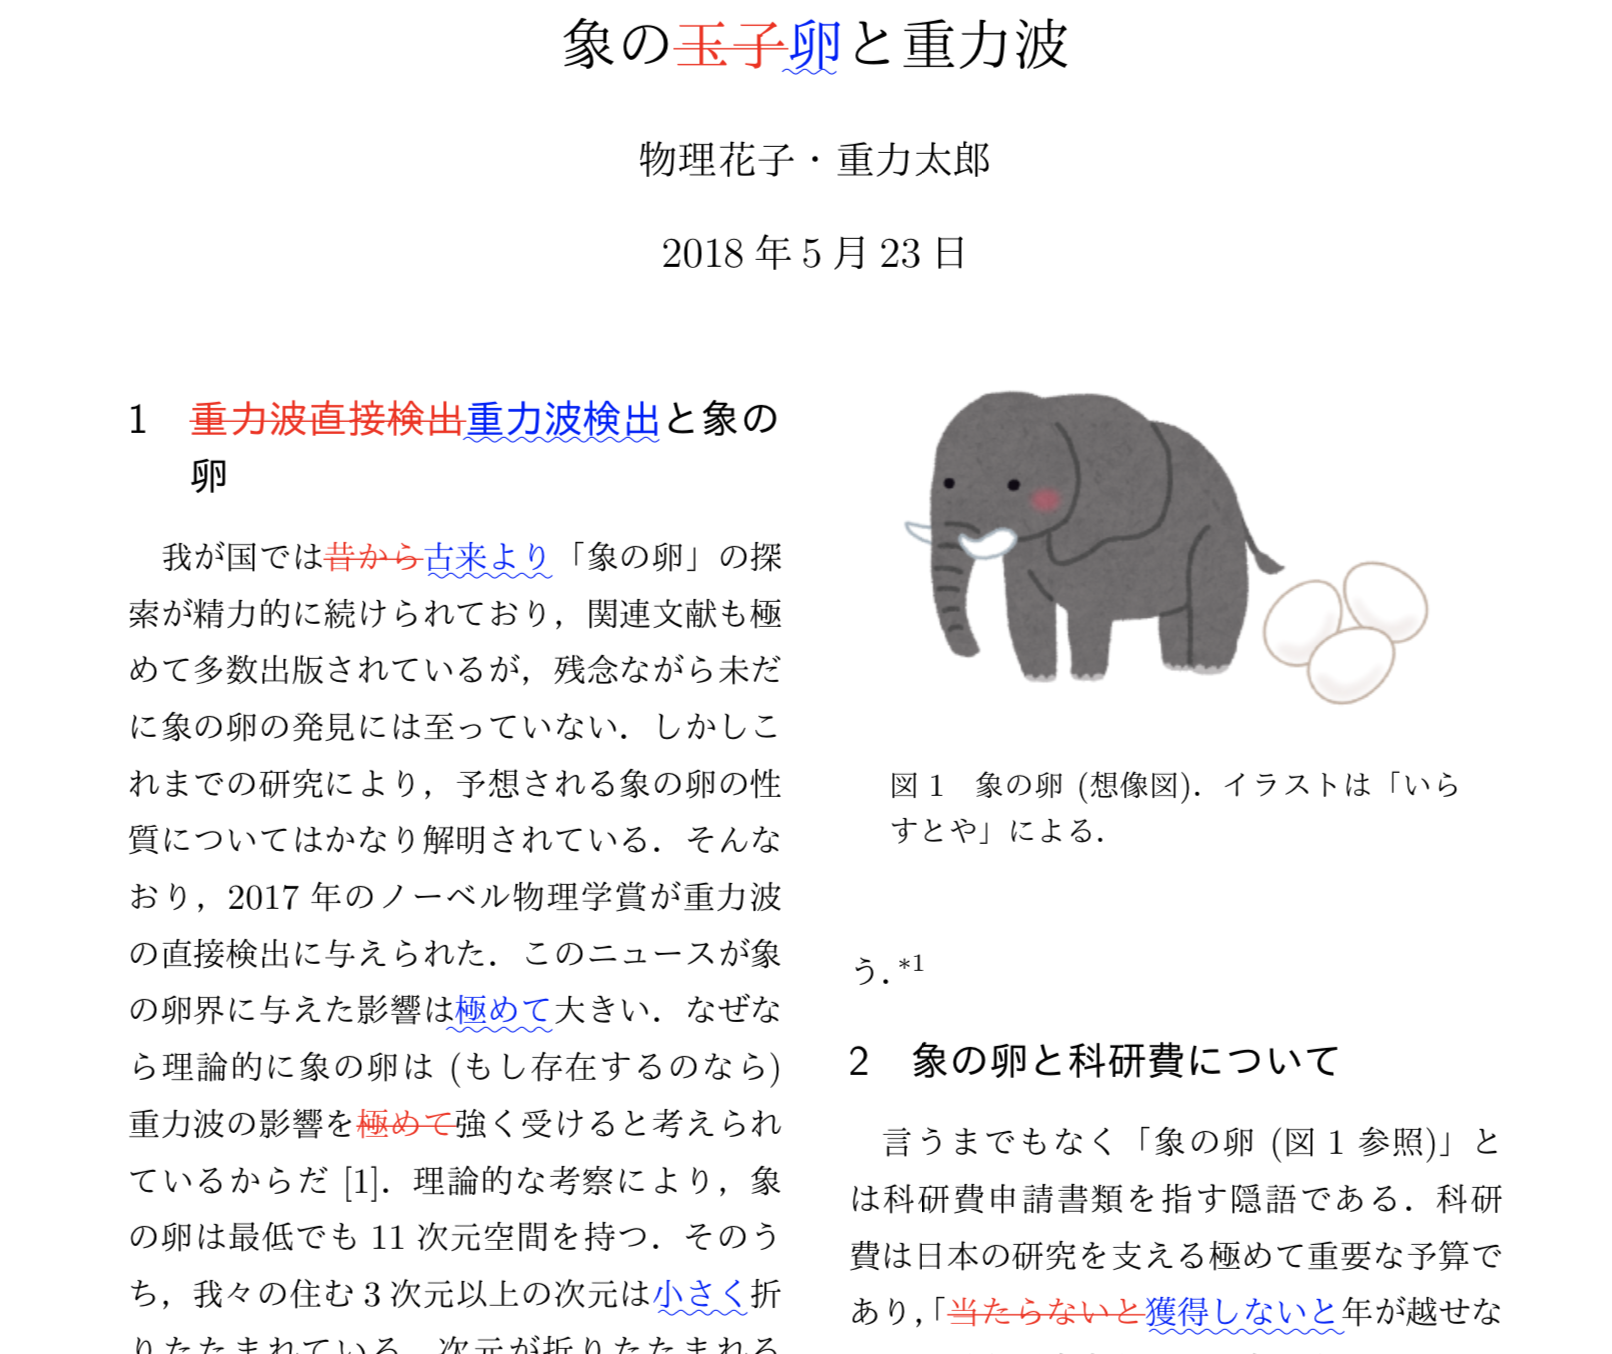 象の玉子卵と重力波
物理花子・重力太郎
2018 年 5 月 23 日
1 重力波直接検出重力波検出と象の
卵
我が国では昔から古来より「象の卵」の探
索が精力的に続けられており，関連文献も極
めて多数出版されているが，残念ながら未だ
に象の卵の発見には至っていない．しかしこ
れまでの研究により，予想される象の卵の性
質についてはかなり解明されている．そんな
おり，2017 年のノーベル物理学賞が重力波
の直接検出に与えられた．このニュースが象
の卵界に与えた影響は極めて大きい．なぜな
ら理論的に象の卵は (もし存在するのなら)
重力波の影響を極めて強く受けると考えられ
ているからだ [1]．理論的な考察により，象
の卵は最低でも 11 次元空間を持つ．そのう
ち，我々の住む 3 次元以上の次元は小さく折
りたたまれている．次元が折りたたまれる
図 1 象の卵 (想像図)．イラストは「いら
すとや」による．
う．*1
2 象の卵と科研費について
言うまでもなく「象の卵 (図 1 参照)」と
は科研費申請書類を指す隠語である．科研
費は日本の研究を支える極めて重要な予算で
あり，「当たらないと獲得しないと年が越せな